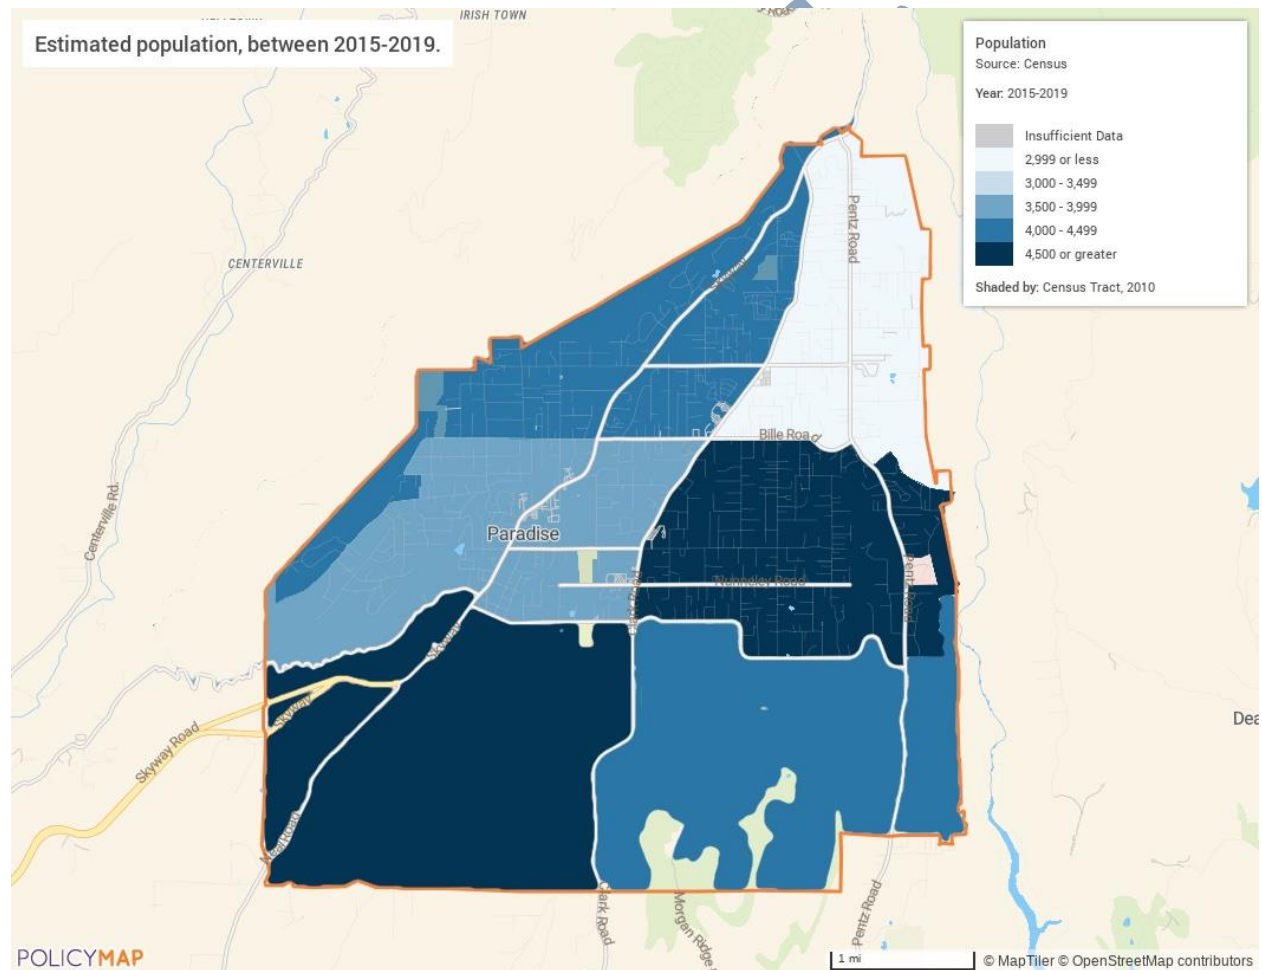 IRISH TOWN
Estimated population, between 2015-2019.
Population
Source: Census
Year: 2015-2019
Insufficient Data
2,999 or less
3,000 - 3,499
3,500 - 3,999
4,000 - 4,499
4,500 or greater
Shaded by: Census Tract, 2010
Pentz Road
CENTERVILLE
Skyway
Bille Road
Centerville Rd.
Paradise
Nunneley Road
Pentz Road
Clark Road
Skyway
Skyway
Skyway Road
Dea
Neal Road
Clark Road
Morgan Ridge
Pentz Road
POLICYMAP
1 mi
© MapTiler © OpenStreetMap contributors